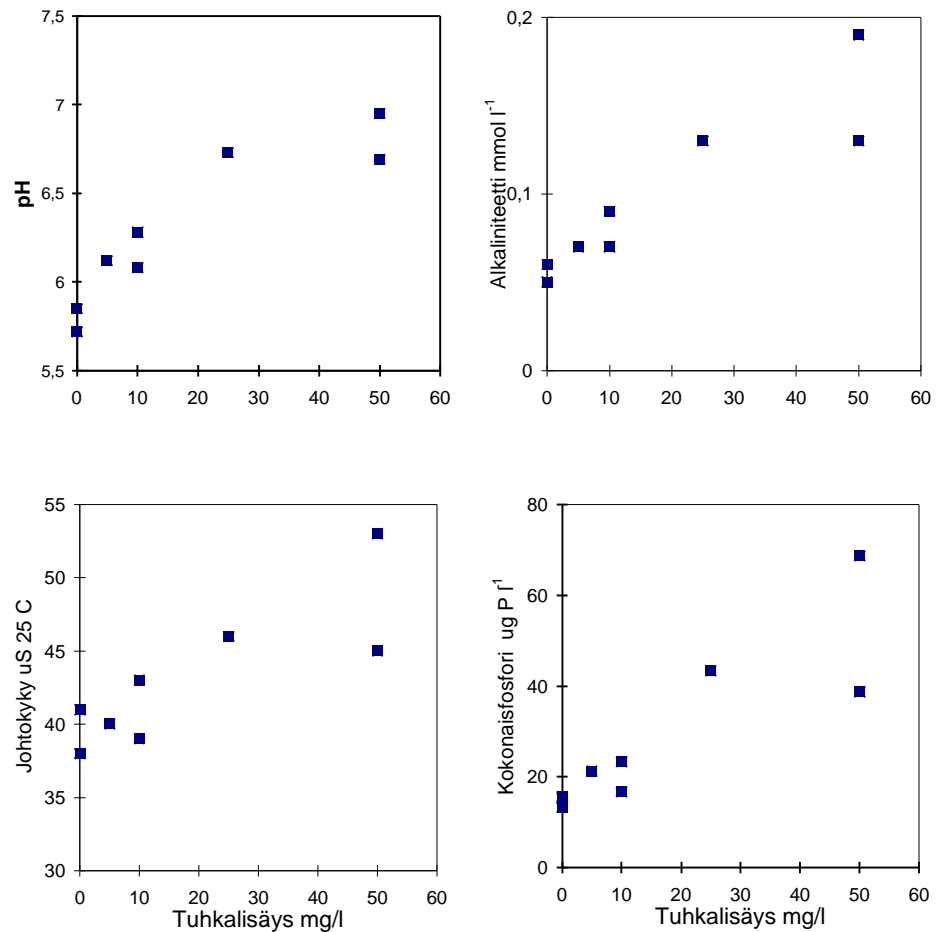 7,5
7
6,5
6
5,5
pH
0 10 20 30 40 50 60
0,2
0,1
0
Alkaliniteetti mmol l-1
0 10 20 30 40 50 60
55
50
45
40
35
30
Johtokyky uS 25 C
0 10 20 30 40 50 60
Tuhkalisäys mg/l
80
60
40
20
0
Kokonaisfosfori ug P l-1
0 10 20 30 40 50 60
Tuhkalisäys mg/l